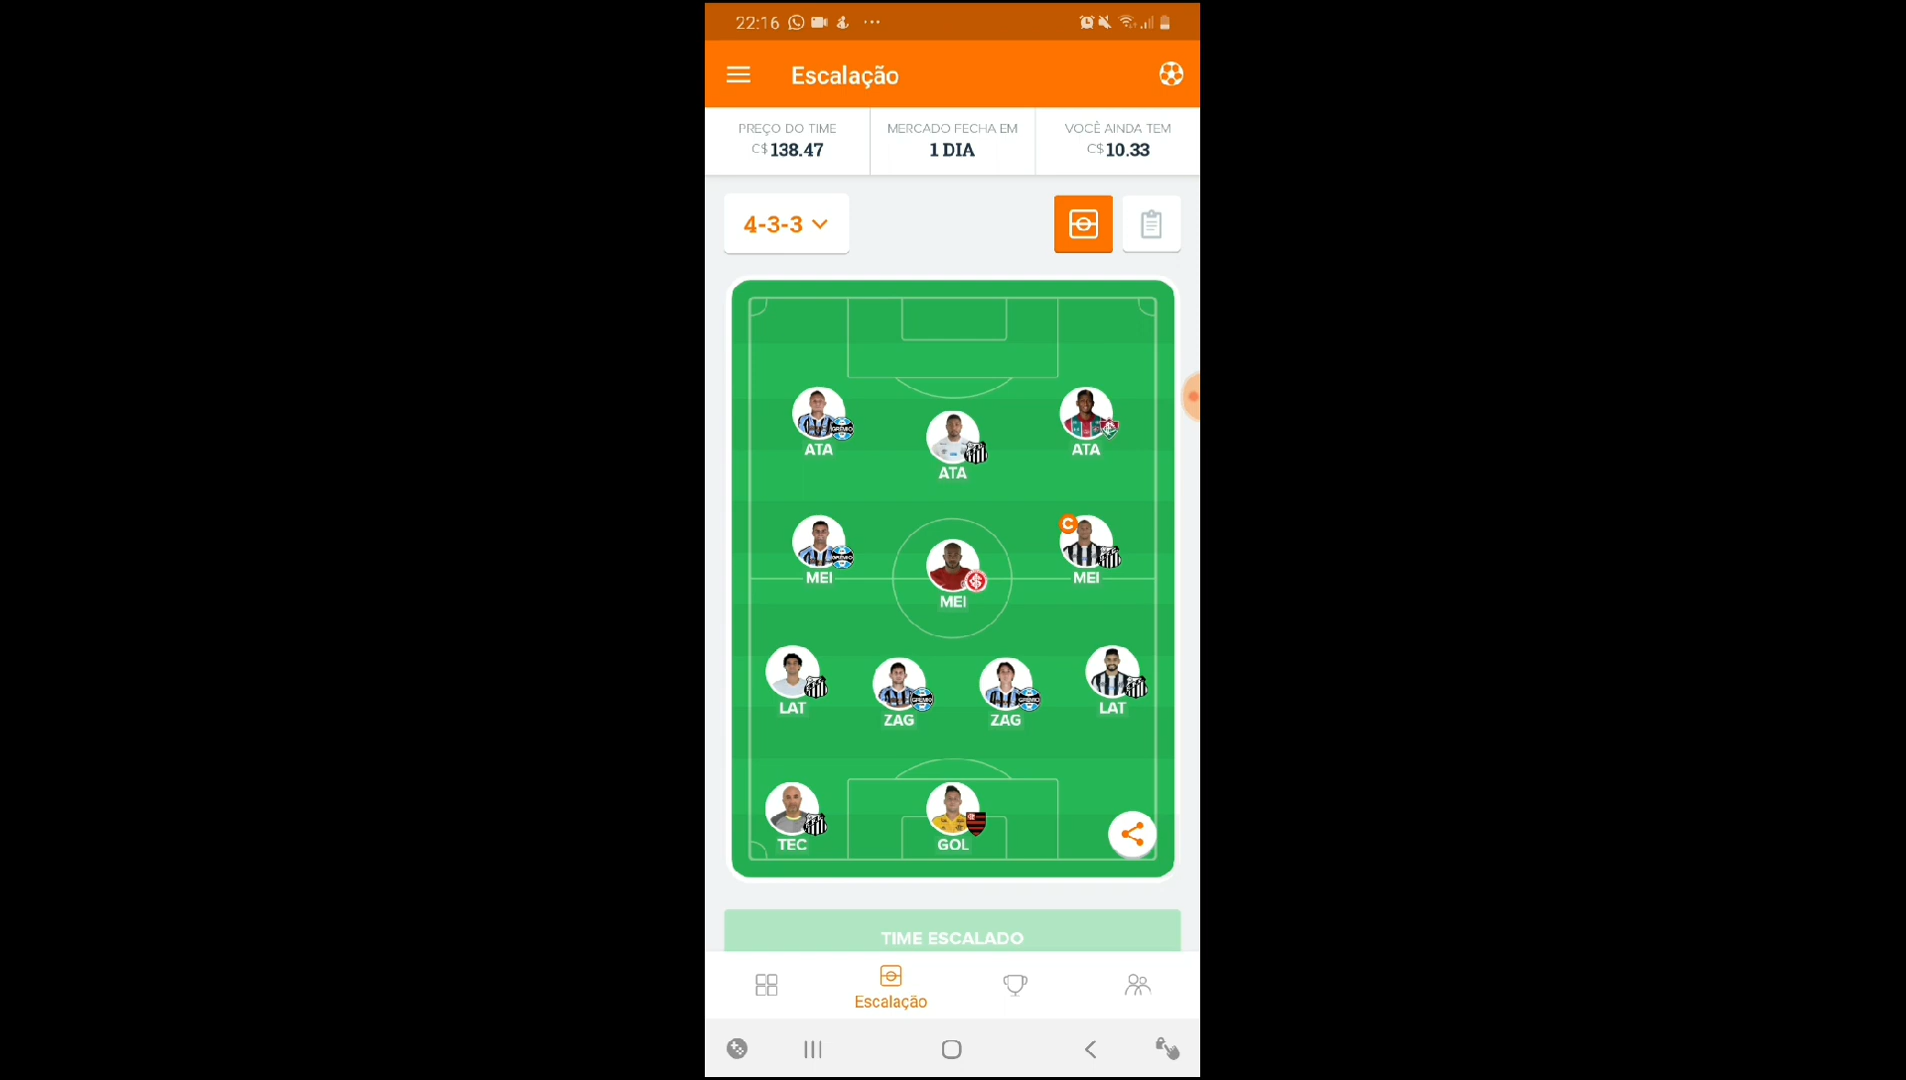 22:16
Escalação
PREÇO DO TIME
C$ 138.47
MERCADO FECHA EM
1 DIA
VOCÊ AINDA TEM
C$ 10.33
4-3-3
ATA
ATA
ATA
MEI
MEI
C
MEI
LAT
ZAG
ZAG
LAT
TEC
GOL
TIME ESCALADO
Escalação